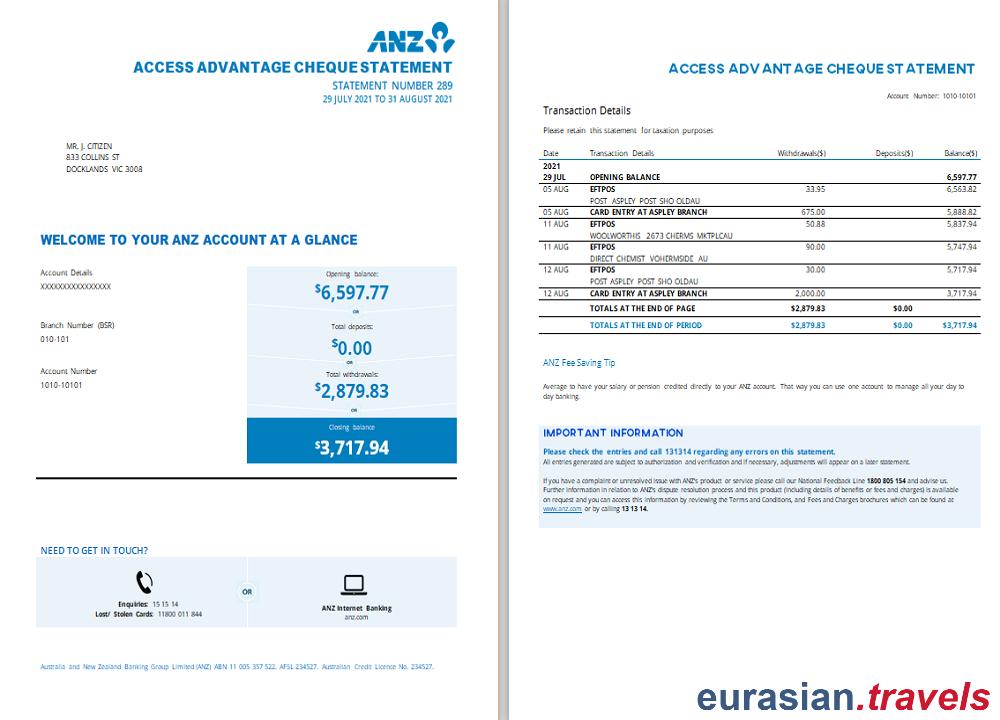 ANZ
ACCESS ADVANTAGE CHEQUE STATEMENT
STATEMENT NUMBER 289
29 JULY 2021 TO 31 AUGUST 2021
MR. J. CITIZEN
833 COLLINS ST
DOCKLANDS VIC 3008
WELCOME TO YOUR ANZ ACCOUNT AT A GLANCE
Account Details
XXXXXXXXXXXXXXXX
Branch Number (BSR)
010-101
Account Number
1010-10101
Opening balance:
$6,597.77
OR
Total deposits:
$0.00
OR
Total withdrawals:
$2,879.83
OR
Closing balance
$3,717.94
NEED TO GET IN TOUCH?
Enquiries: 15 15 14
Lost/ Stolen Cards: 11800 011 844
OR
ANZ Internet Banking
anz.com
Australia and New Zealand Banking Group Limited (ANZ) ABN 11 005 357 522. AFSL 234527. Australian Credit Licence No. 234527.
ACCESS ADVANTAGE CHEQUE STATEMENT
Account Number: 1010-10101
Transaction Details
Please retain this statement for taxation purposes
Date Transaction Details Withdrawals($) Deposits($) Balance($)
2021
29 JUL OPENING BALANCE 6,597.77
05 AUG EFTPOS 33.95 6,563.82
POST ASPLEY POST SHO OLDAU
05 AUG CARD ENTRY AT ASPLEY BRANCH 675.00 5,888.82
11 AUG EFTPOS 50.88 5,837.94
WOOLWORTHIS 2673 CHERMS MKTPLCAU
11 AUG EFTPOS 90.00 5,747.94
DIRECT CHEMIST VOHERMSIDE AU
12 AUG EFTPOS 30.00 5,717.94
POST ASPLEY POST SHO OLDAU
12 AUG CARD ENTRY AT ASPLEY BRANCH 2,000.00 3,717.94
TOTALS AT THE END OF PAGE $2,879.83 $0.00
TOTALS AT THE END OF PERIOD $2,879.83 $0.00 $3,717.94
ANZ Fee Saving Tip
Average to have your salary or pension credited directly to your ANZ account. That way you can use one account to manage all your day to
day banking.
IMPORTANT INFORMATION
Please check the entries and call 131314 regarding any errors on this statement.
All entries generated are subject to authorization and verification and if necessary, adjustments will appear on a later statement.
If you have a complaint or unresolved issue with ANZ's product or service please call our National Feedback Line 1800 805 154 and advise us.
Further information in relation to ANZ's dispute resolution process and this product (including details of benefits or fees and charges) is available
on request and you can access this information by reviewing the Terms and Conditions, and Fees and Charges brochures which can be found at
www.anz.com or by calling 13 13 14.
eurasian.travels